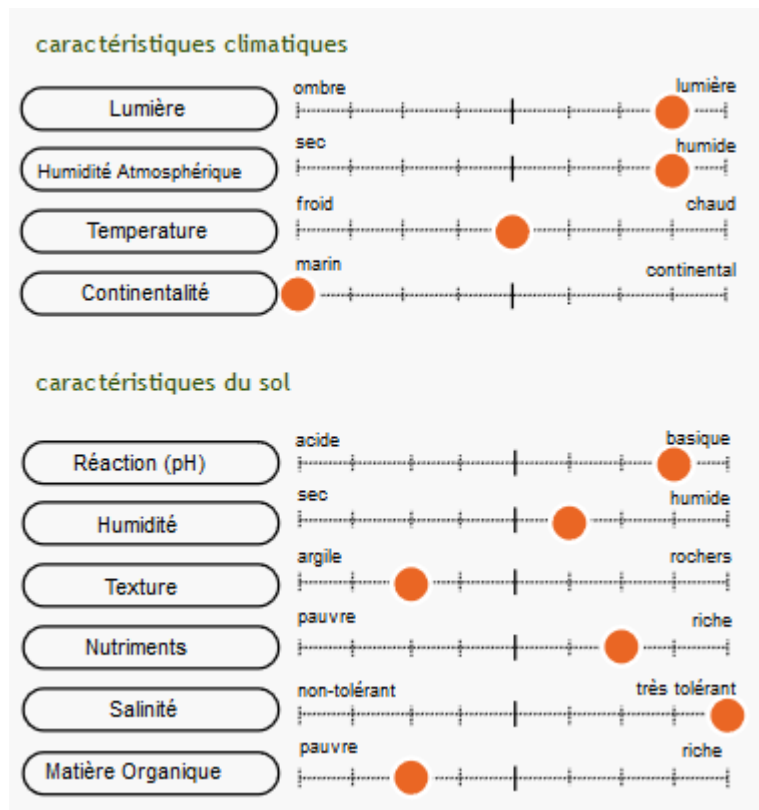 caractéristiques climatiques
ombre lumière
Lumière
sec humide
Humidité Atmosphérique
froid chaud
Temperature
marin continental
Continentalité
caractéristiques du sol
acide basique
Réaction (pH)
sec humide
Humidité
argile rochers
Texture
pauvre riche
Nutriments
non-tolérant très tolérant
Salinité
pauvre riche
Matière Organique